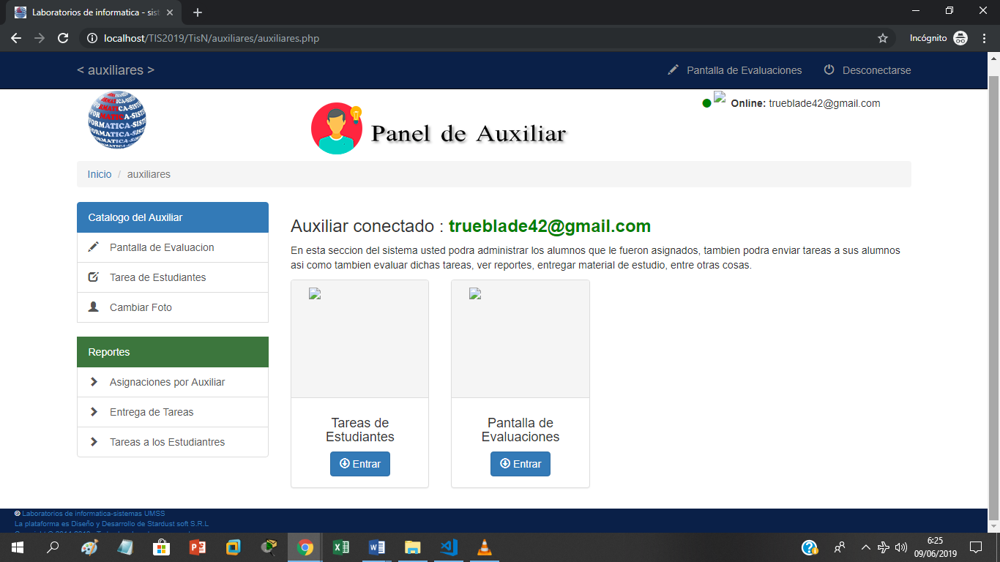 Laboratorios de informatica - sist
localhost/TIS2019/TisN/auxiliares/auxiliares.php
Incógnito
< auxiliares >
Pantalla de Evaluaciones
Desconectarse
Online: trueblade42@gmail.com
Panel de Auxiliar
Inicio / auxiliares
Catalogo del Auxiliar
Pantalla de Evaluacion
Tarea de Estudiantes
Cambiar Foto
Reportes
Asignaciones por Auxiliar
Entrega de Tareas
Tareas a los Estudiantres
Auxiliar conectado : trueblade42@gmail.com
En esta seccion del sistema usted podra administrar los alumnos que le fueron asignados, tambien podra enviar tareas a sus alumnos
asi como tambien evaluar dichas tareas, ver reportes, entregar material de estudio, entre otras cosas.
Tareas de
Estudiantes
Entrar
Pantalla de
Evaluaciones
Entrar
© Laboratorios de informatica-sistemas UMSS
La plataforma es Diseño y Desarrollo de Stardust soft S.R.L
6:25
09/06/2019